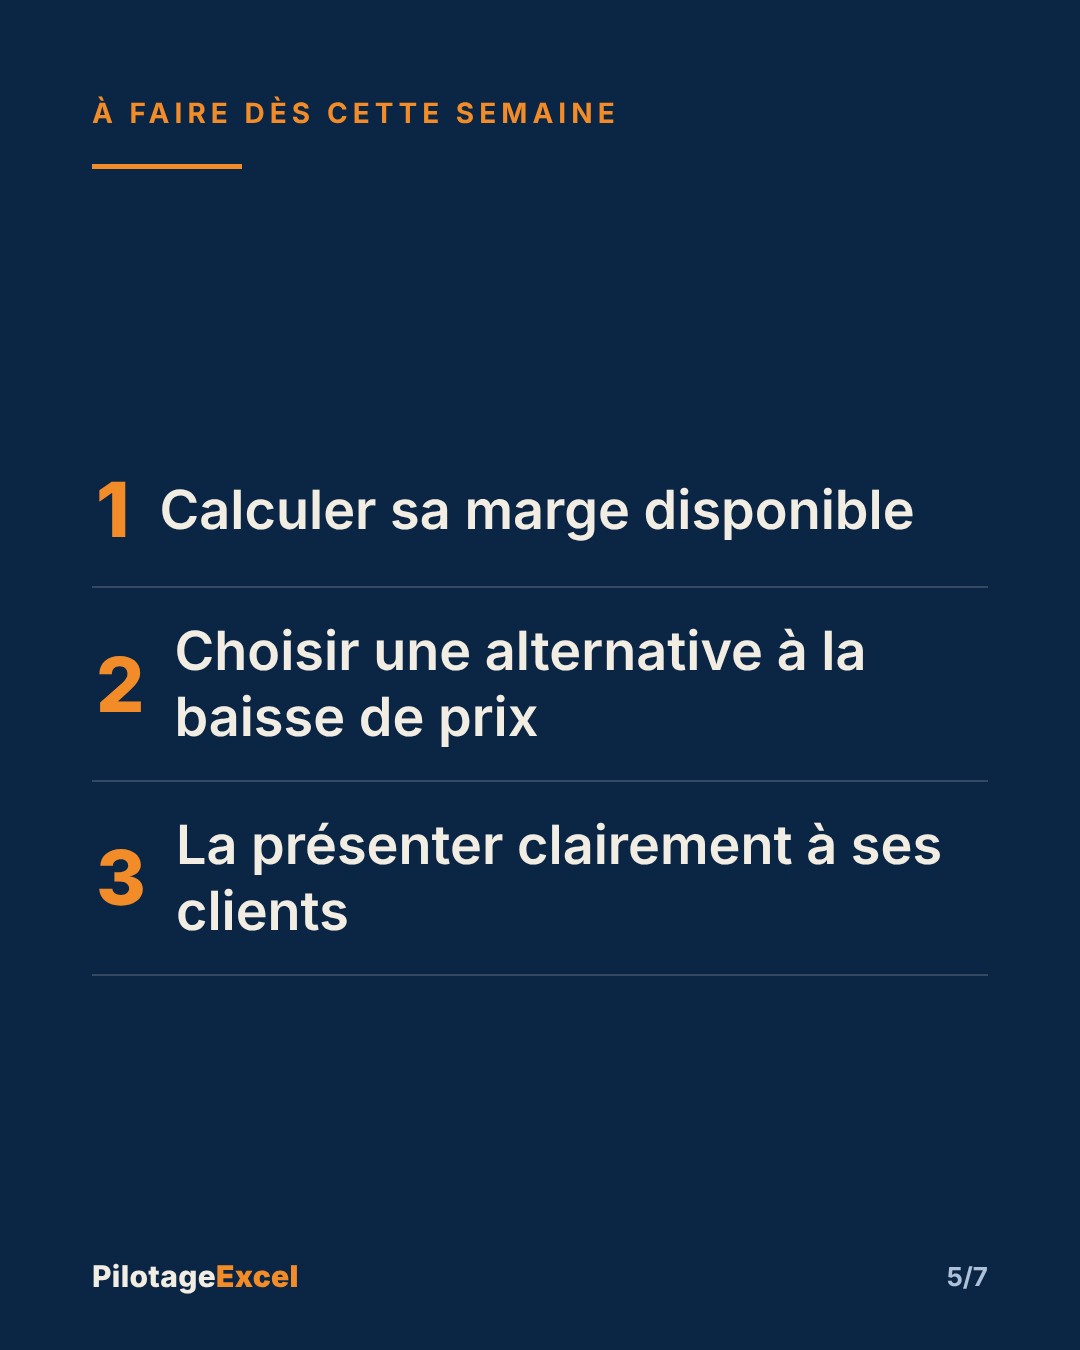 À FAIRE DÈS CETTE SEMAINE
1 Calculer sa marge disponible
2 Choisir une alternative à la
baisse de prix
3 La présenter clairement à ses
clients
PilotageExcel
5/7